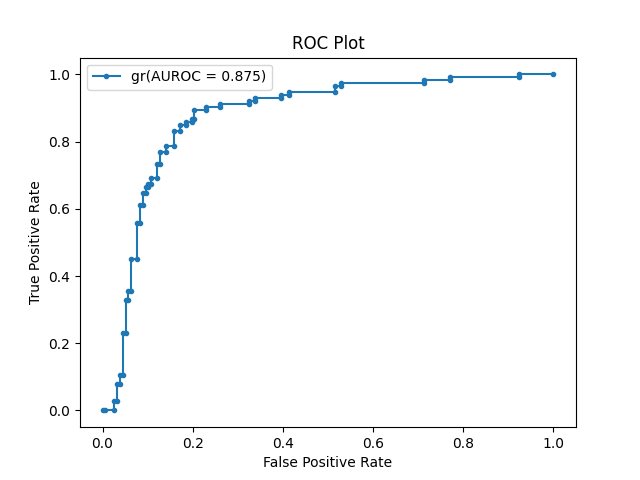 ROC Plot
gr(AUROC = 0.875)
1.0
0.8
0.6
0.4
0.2
0.0
True Positive Rate
0.0 0.2 0.4 0.6 0.8 1.0
False Positive Rate